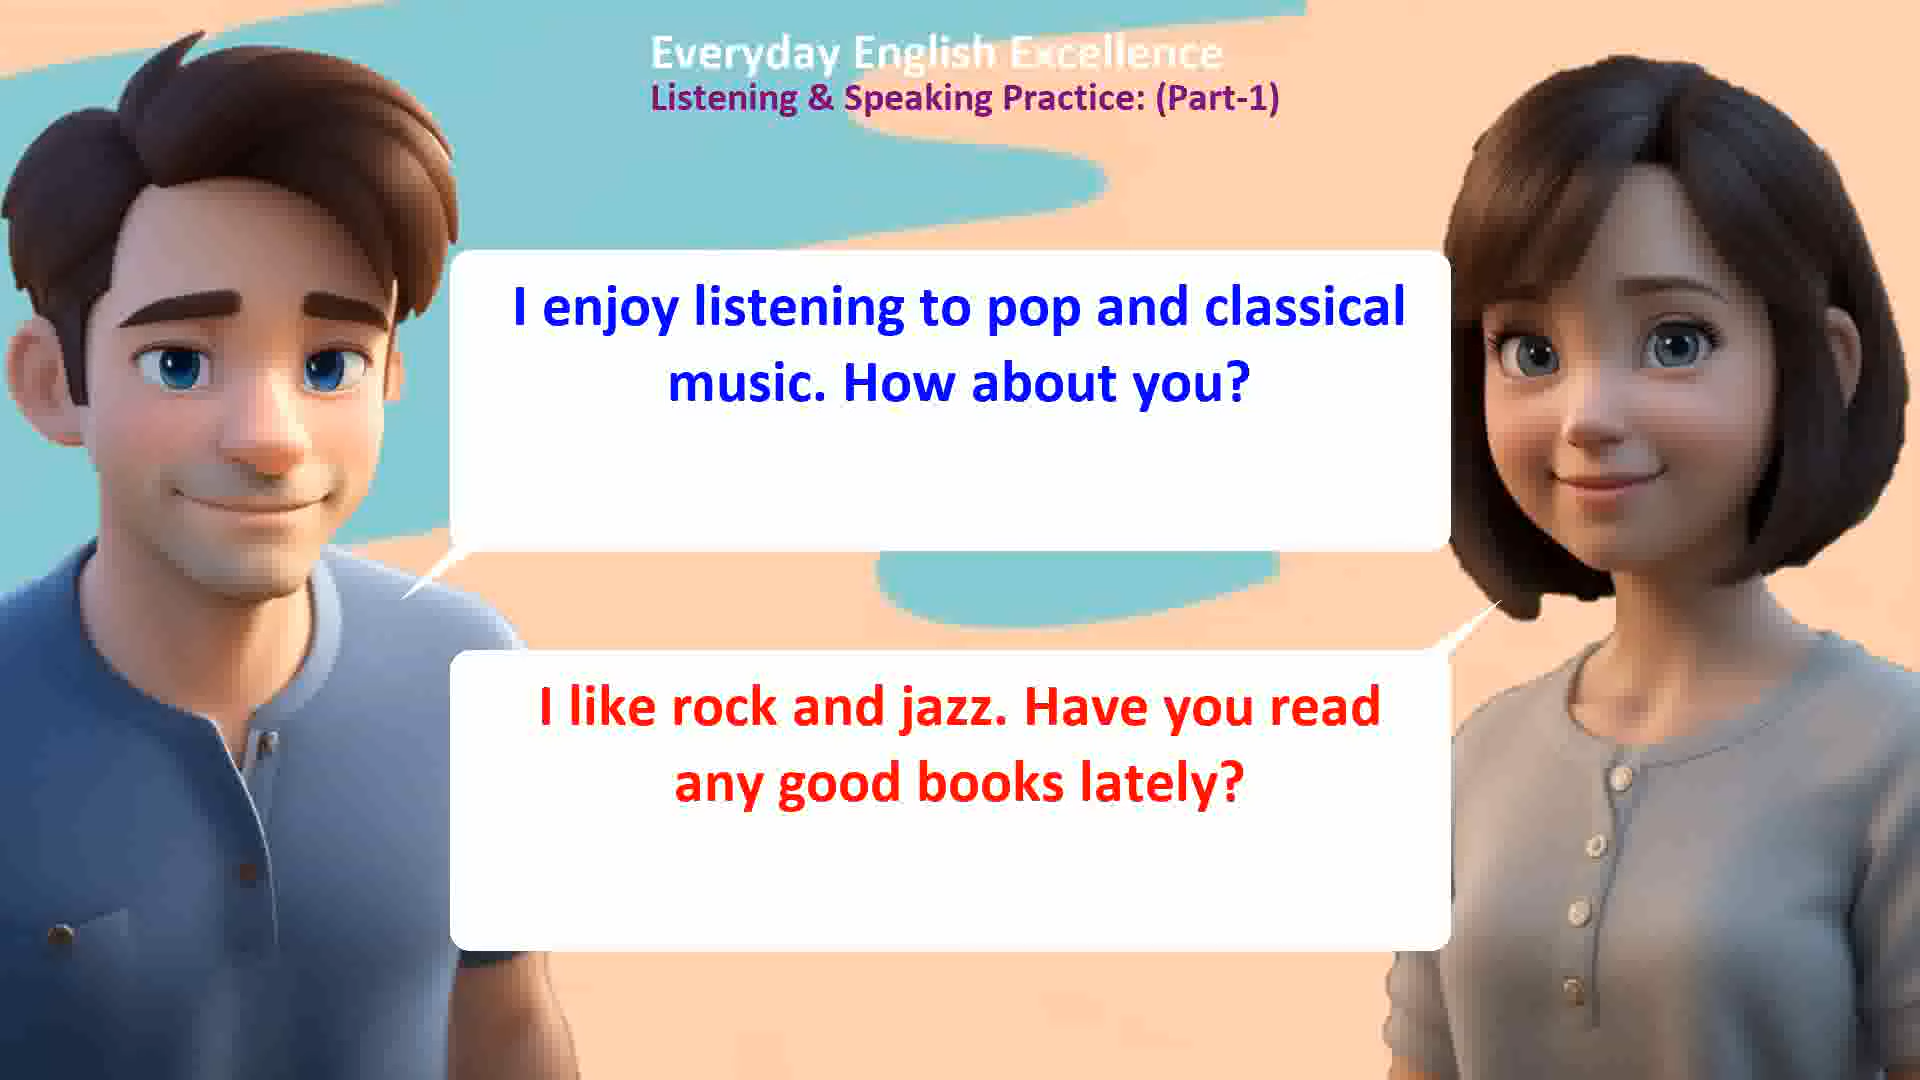 Everyday English Excellence
Listening & Speaking Practice: (Part-1)
I enjoy listening to pop and classical
music. How about you?
I like rock and jazz. Have you read
any good books lately?